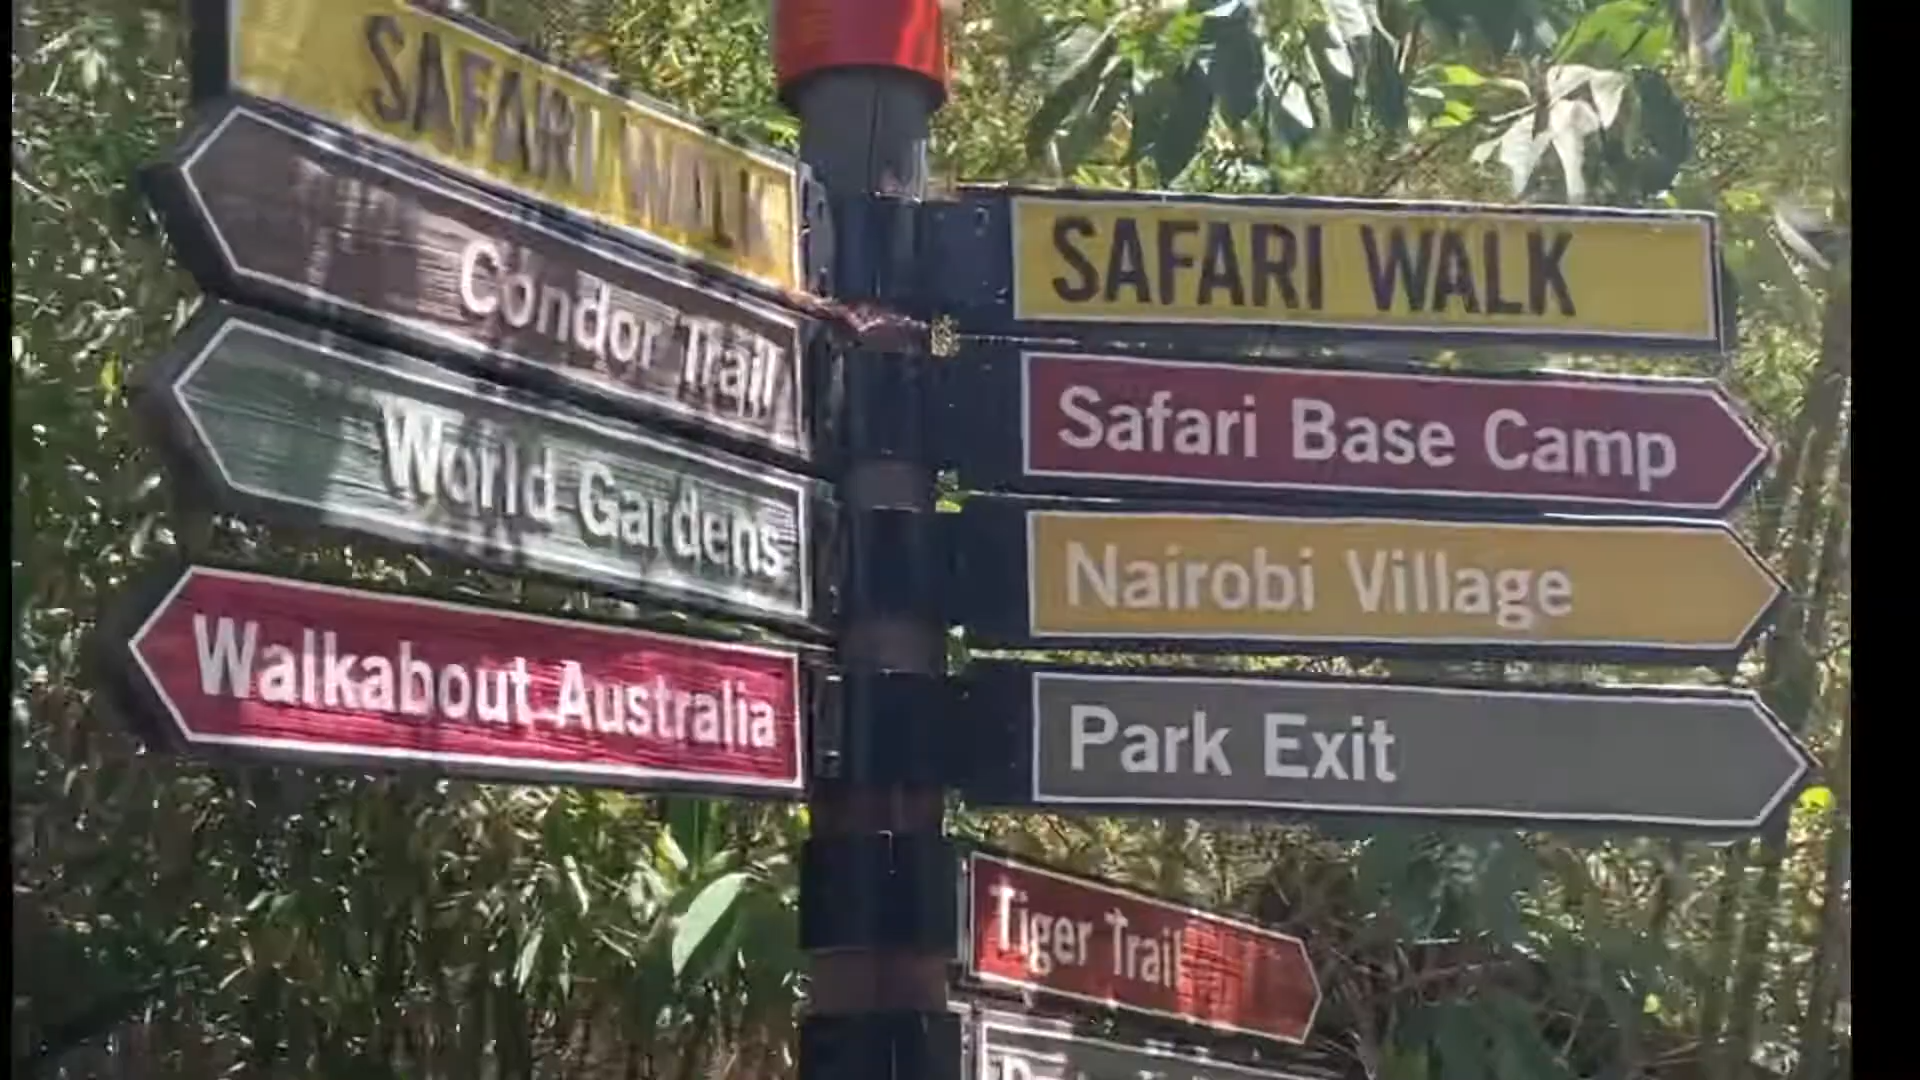 SAFARI WALK
Condor Trail
World Gardens
Walkabout Australia
SAFARI WALK
Safari Base Camp
Nairobi Village
Park Exit
Tiger Trail